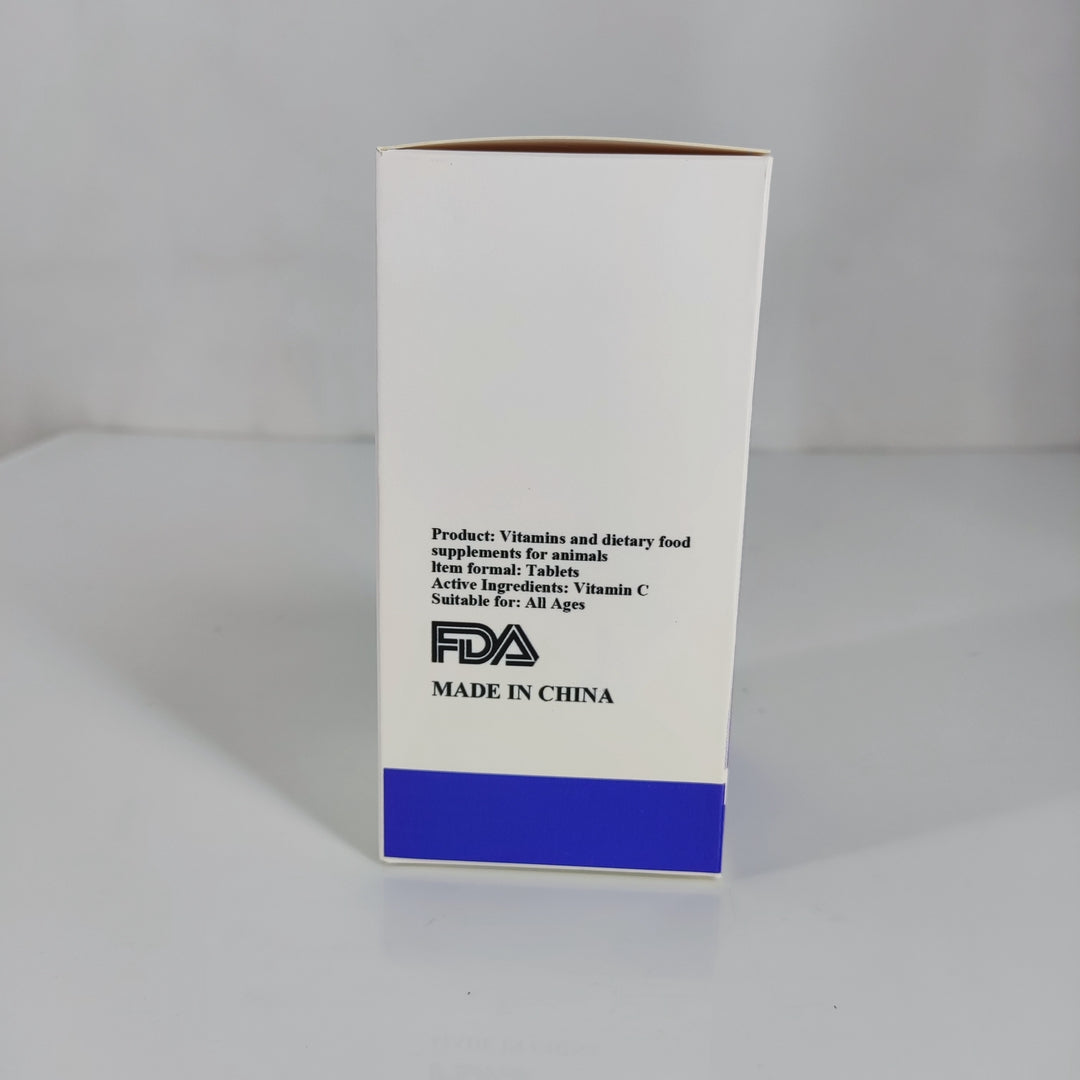 Product: Vitamins and dietary food
supplements for animals
ltem formal: Tablets
Active Ingredients: Vitamin C
Suitable for: All Ages
FDA
MADE IN CHINA